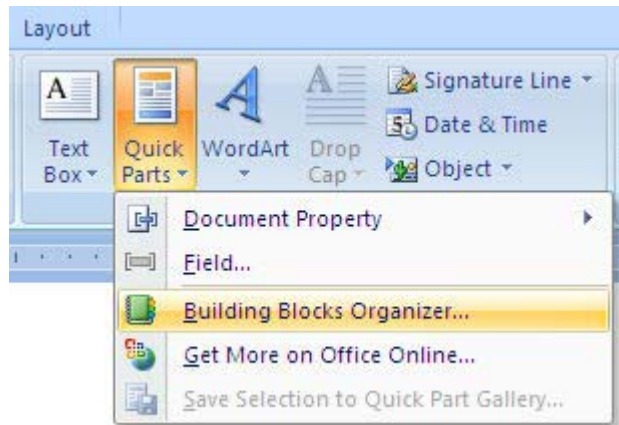 Layout
A
A
A
Text
Box
Quick
Parts
WordArt
Drop
Cap
Signature Line
5 Date & Time
Object
Document Property
Field...
Building Blocks Organizer...
Get More on Office Online...
Save Selection to Quick Part Gallery...